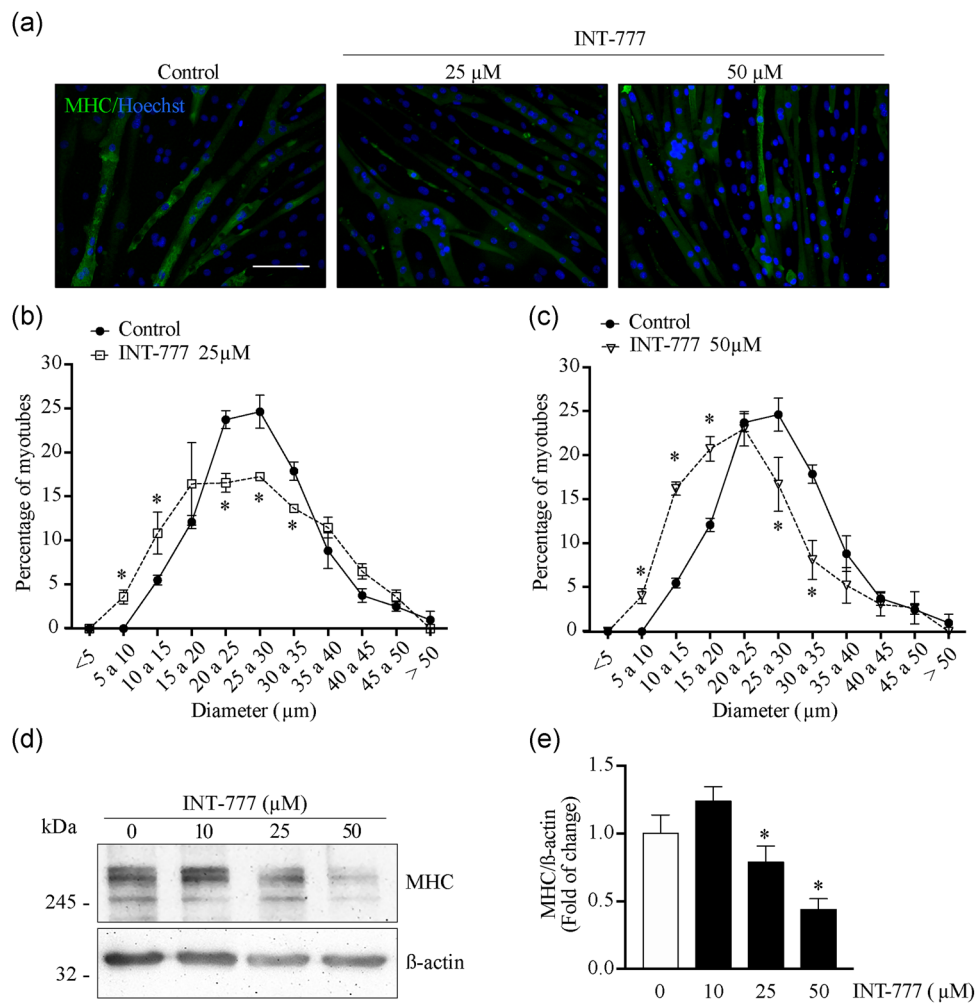 (a)
INT-777
Control 25 µM 50 µM
MHC/Hoechst
(b)
Control
INT-777 25µM
Percentage of myotubes
30
25
20
15
10
5
0
<5 5 a 10 10 a 15 15 a 20 20 a 25 25 a 30 30 a 35 35 a 40 40 a 45 45 a 50 > 50
Diameter (µm)
* * * * *
(c)
Control
INT-777 50µM
Percentage of myotubes
30
25
20
15
10
5
0
<5 5 a 10 10 a 15 15 a 20 20 a 25 25 a 30 30 a 35 35 a 40 40 a 45 45 a 50 > 50
Diameter (µm)
* * * * *
(d)
INT-777 (µM)
kDa 0 10 25 50
MHC
245 -
ß-actin
32 -
(e)
MHC/ß-actin
(Fold of change)
1.5
1.0
0.5
0.0
* *
0 10 25 50 INT-777 (µM)